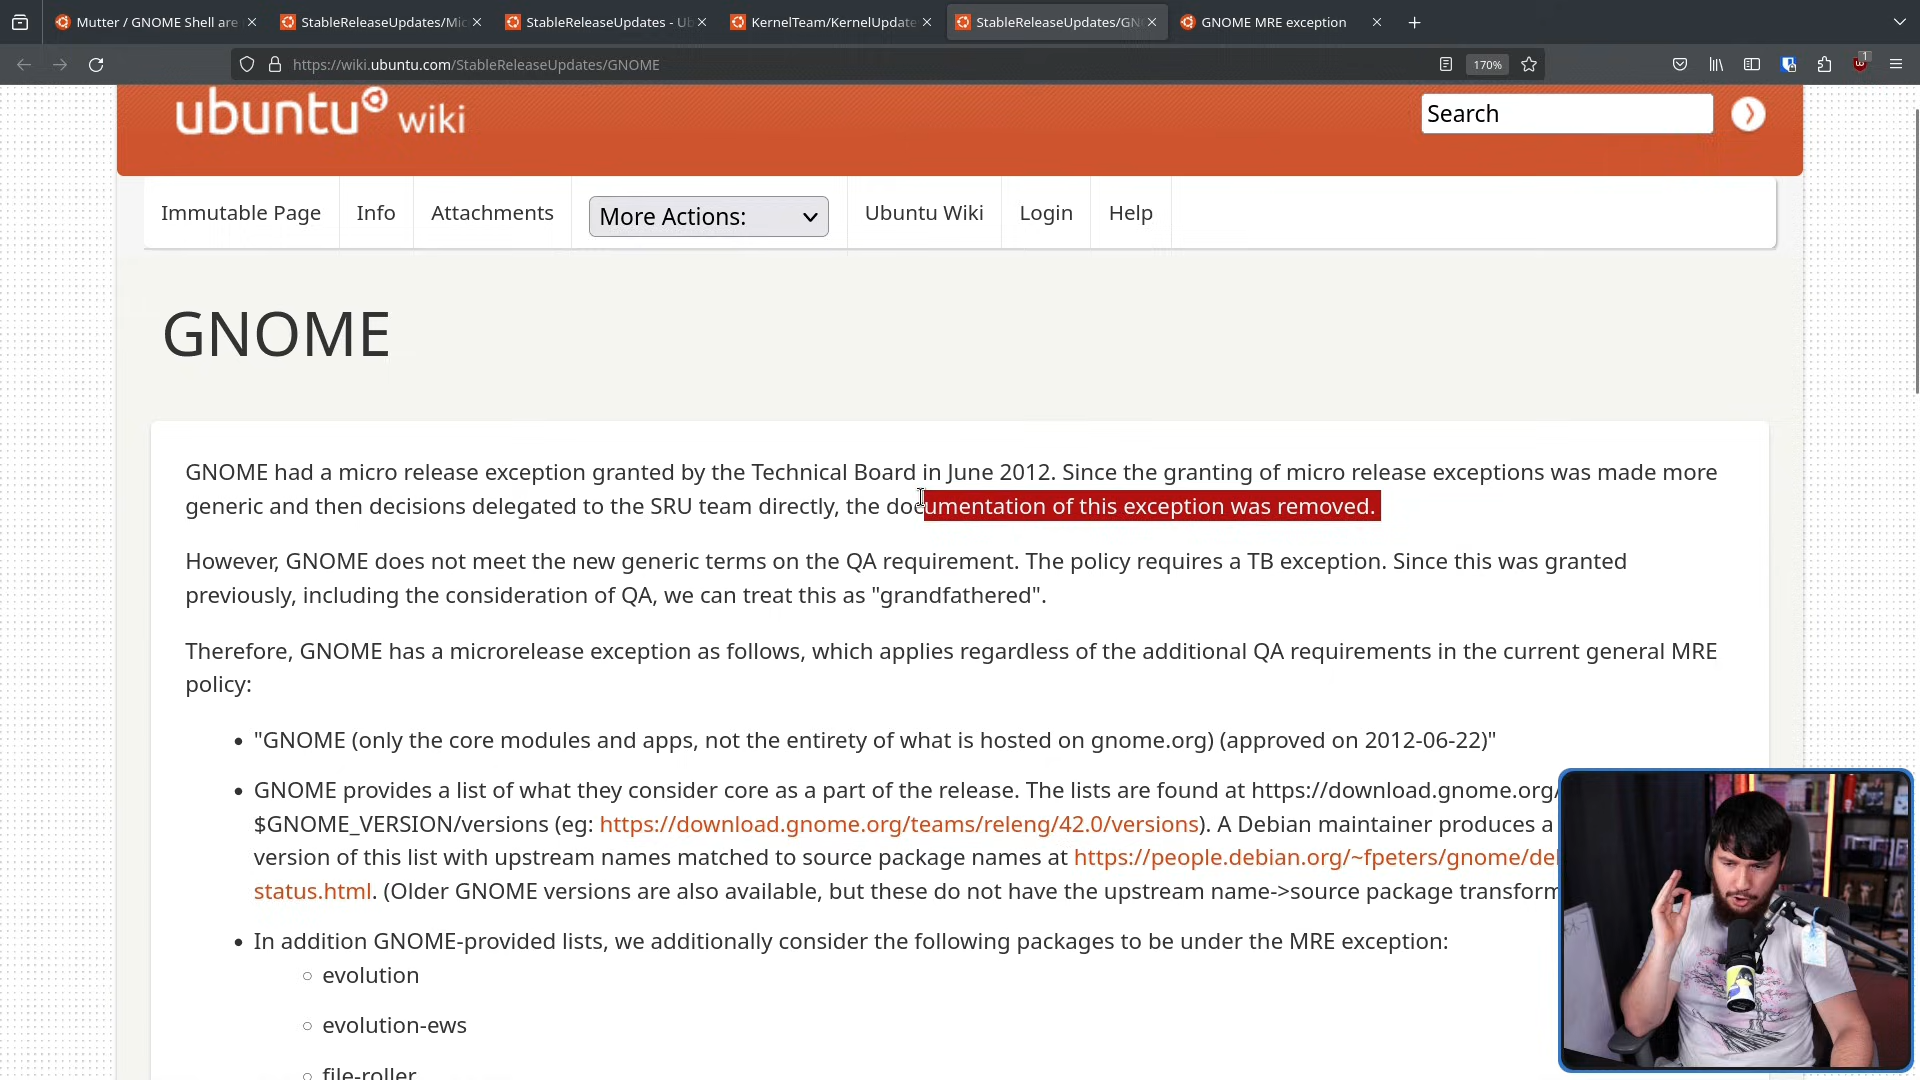 Mutter / GNOME Shell are
StableReleaseUpdates/Mic
StableReleaseUpdates - Ub
KernelTeam/KernelUpdate
StableReleaseUpdates/GN
GNOME MRE exception
https://wiki.ubuntu.com/StableReleaseUpdates/GNOME
170%
1
ubuntu wiki
Search
Immutable Page
Info
Attachments
More Actions:
Ubuntu Wiki
Login
Help
GNOME
GNOME had a micro release exception granted by the Technical Board in June 2012. Since the granting of micro release exceptions was made more
generic and then decisions delegated to the SRU team directly, the documentation of this exception was removed.
However, GNOME does not meet the new generic terms on the QA requirement. The policy requires a TB exception. Since this was granted
previously, including the consideration of QA, we can treat this as "grandfathered".
Therefore, GNOME has a microrelease exception as follows, which applies regardless of the additional QA requirements in the current general MRE
policy:
• "GNOME (only the core modules and apps, not the entirety of what is hosted on gnome.org) (approved on 2012-06-22)"
• GNOME provides a list of what they consider core as a part of the release. The lists are found at https://download.gnome.org/
$GNOME_VERSION/versions (eg: https://download.gnome.org/teams/releng/42.0/versions). A Debian maintainer produces a
version of this list with upstream names matched to source package names at https://people.debian.org/~fpeters/gnome/de
status.html. (Older GNOME versions are also available, but these do not have the upstream name->source package transform
• In addition GNOME-provided lists, we additionally consider the following packages to be under the MRE exception:
○ evolution
○ evolution-ews
○ file-roller